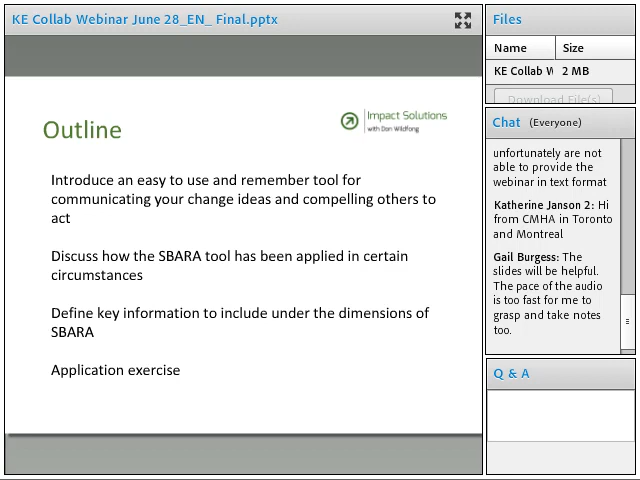 KE Collab Webinar June 28_EN_ Final.pptx
Outline
Impact Solutions
with Don Wildfong
Introduce an easy to use and remember tool for
communicating your change ideas and compelling others to
act
Discuss how the SBARA tool has been applied in certain
circumstances
Define key information to include under the dimensions of
SBARA
Application exercise
Files
Name Size
KE Collab W 2 MB
Download File(s)
Chat (Everyone)
unfortunately are not
able to provide the
webinar in text format
Katherine Janson 2: Hi
from CMHA in Toronto
and Montreal
Gail Burgess: The
slides will be helpful.
The pace of the audio
is too fast for me to
grasp and take notes
too.
Q & A